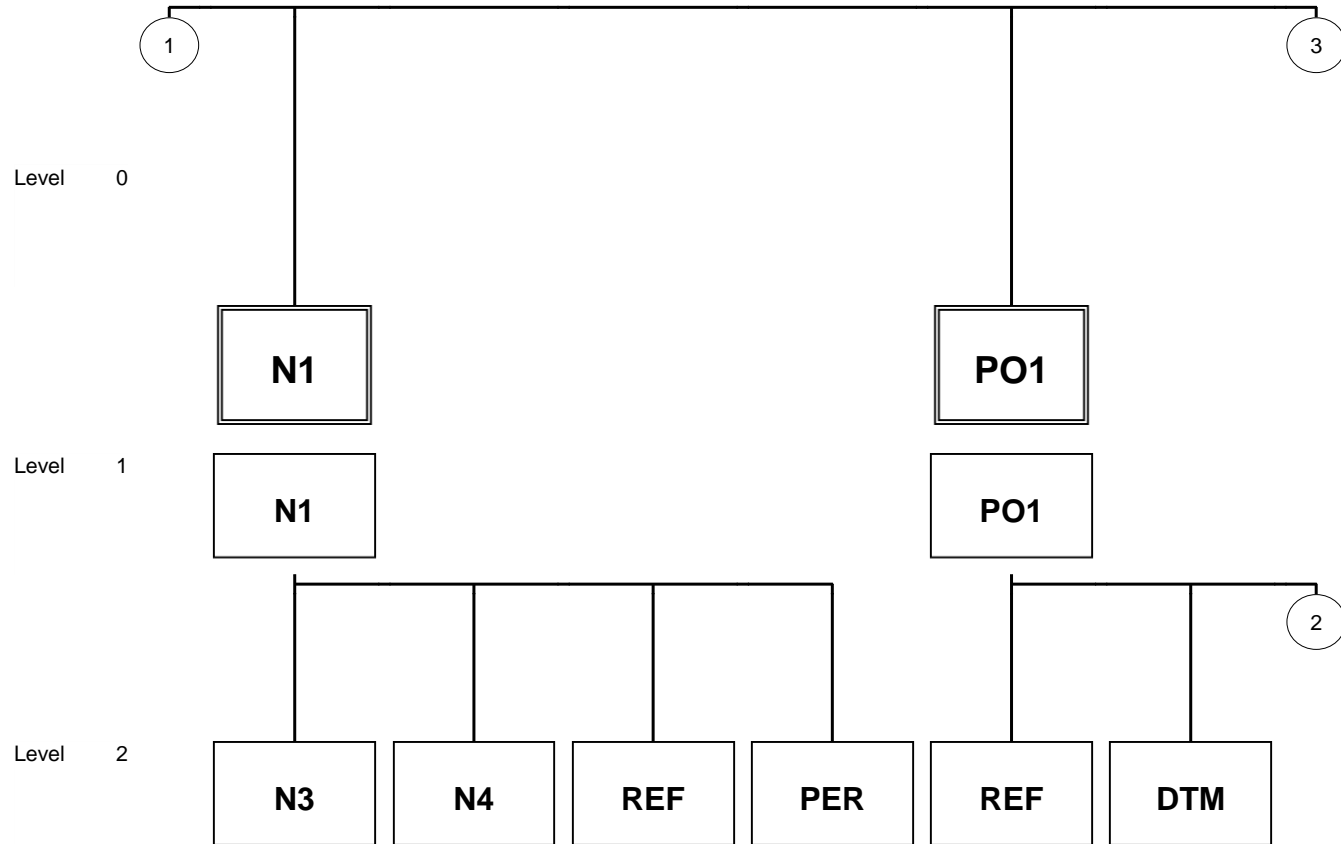 1 3
Level 0
N1 PO1
Level 1
N1 PO1
2
Level 2
N3 N4 REF PER REF DTM